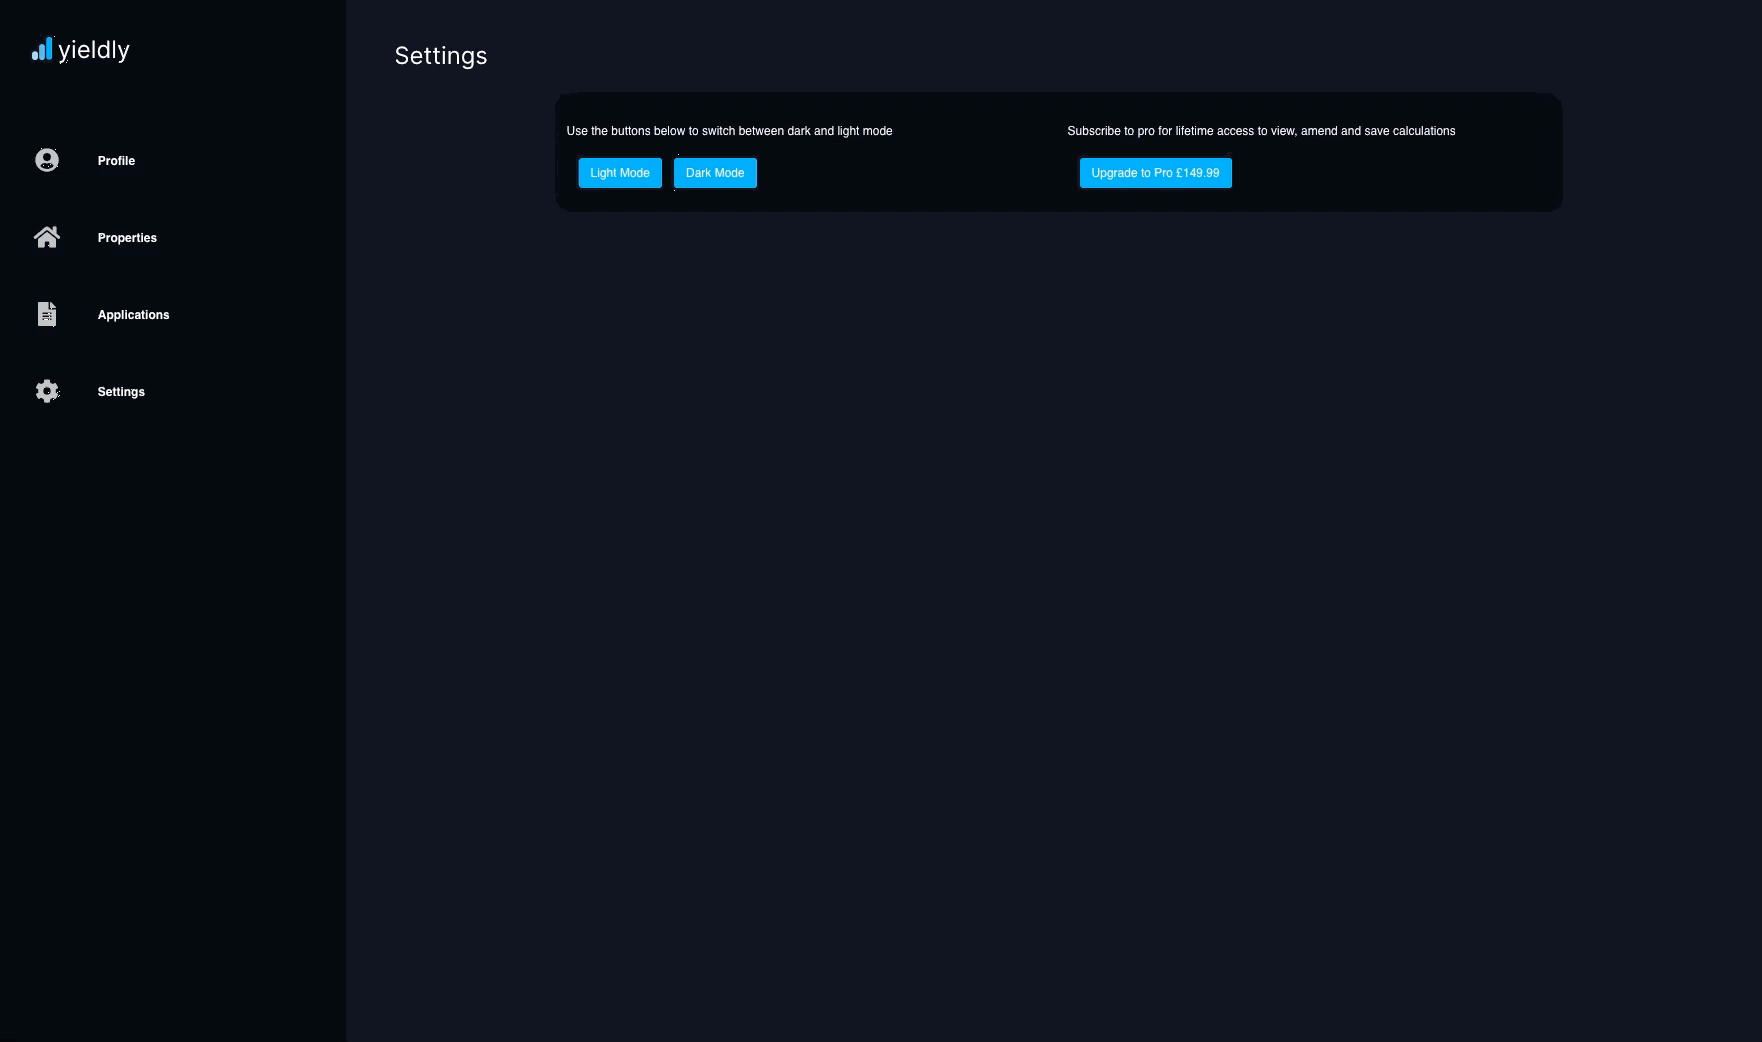 yieldly
Settings
Use the buttons below to switch between dark and light mode
Light Mode
Dark Mode
Subscribe to pro for lifetime access to view, amend and save calculations
Upgrade to Pro £149.99
Profile
Properties
Applications
Settings